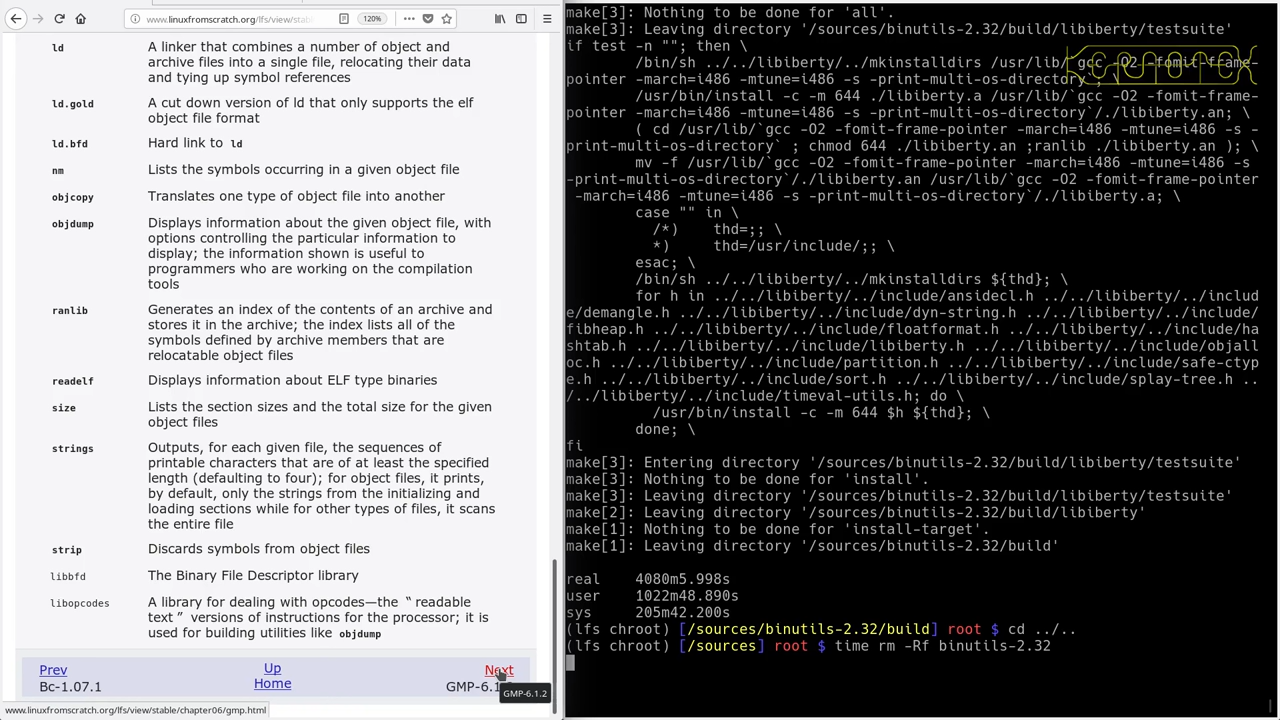 www.linuxfromscratch.org/lfs/view/stab
120%
ld A linker that combines a number of object and
archive files into a single file, relocating their data
and tying up symbol references
ld.gold A cut down version of ld that only supports the elf
object file format
ld.bfd Hard link to ld
nm Lists the symbols occurring in a given object file
objcopy Translates one type of object file into another
objdump Displays information about the given object file, with
options controlling the particular information to
display; the information shown is useful to
programmers who are working on the compilation
tools
ranlib Generates an index of the contents of an archive and
stores it in the archive; the index lists all of the
symbols defined by archive members that are
relocatable object files
readelf Displays information about ELF type binaries
size Lists the section sizes and the total size for the given
object files
strings Outputs, for each given file, the sequences of
printable characters that are of at least the specified
length (defaulting to four); for object files, it prints,
by default, only the strings from the initializing and
loading sections while for other types of files, it scans
the entire file
strip Discards symbols from object files
libbfd The Binary File Descriptor library
libopcodes A library for dealing with opcodes—the “ readable
text ” versions of instructions for the processor; it is
used for building utilities like objdump
Prev Up Next
Bc-1.07.1 Home GMP-6.1.2
GMP-6.1.2
www.linuxfromscratch.org/lfs/view/stable/chapter06/gmp.html
make[3]: Nothing to be done for 'all'.
make[3]: Leaving directory '/sources/binutils-2.32/build/libiberty/testsuite'
if test -n ""; then \
/bin/sh ../../libiberty/../mkinstalldirs /usr/lib/`gcc -O2 -fomit-frame-
pointer -march=i486 -mtune=i486 -s -print-multi-os-directory`; \
/usr/bin/install -c -m 644 ./libiberty.a /usr/lib/`gcc -O2 -fomit-frame-
pointer -march=i486 -mtune=i486 -s -print-multi-os-directory`/./libiberty.an; \
( cd /usr/lib/`gcc -O2 -fomit-frame-pointer -march=i486 -mtune=i486 -s -
print-multi-os-directory` ; chmod 644 ./libiberty.an ;ranlib ./libiberty.an ); \
mv -f /usr/lib/`gcc -O2 -fomit-frame-pointer -march=i486 -mtune=i486 -s
-print-multi-os-directory`/./libiberty.an /usr/lib/`gcc -O2 -fomit-frame-pointer
-march=i486 -mtune=i486 -s -print-multi-os-directory`/./libiberty.a; \
case "" in \
/*) thd=;; \
*) thd=/usr/include/;; \
esac; \
/bin/sh ../../libiberty/../mkinstalldirs ${thd}; \
for h in ../../libiberty/../include/ansidecl.h ../../libiberty/../includ
e/demangle.h ../../libiberty/../include/dyn-string.h ../../libiberty/../include/
fibheap.h ../../libiberty/../include/floatformat.h ../../libiberty/../include/ha
shtab.h ../../libiberty/../include/libiberty.h ../../libiberty/../include/objall
oc.h ../../libiberty/../include/partition.h ../../libiberty/../include/safe-ctyp
e.h ../../libiberty/../include/sort.h ../../libiberty/../include/splay-tree.h ..
/../libiberty/../include/timeval-utils.h; do \
/usr/bin/install -c -m 644 $h ${thd}; \
done; \
fi
make[3]: Entering directory '/sources/binutils-2.32/build/libiberty/testsuite'
make[3]: Nothing to be done for 'install'.
make[3]: Leaving directory '/sources/binutils-2.32/build/libiberty/testsuite'
make[2]: Leaving directory '/sources/binutils-2.32/build/libiberty'
make[1]: Nothing to be done for 'install-target'.
make[1]: Leaving directory '/sources/binutils-2.32/build'
real 4080m5.998s
user 1022m48.890s
sys 205m42.200s
(lfs chroot) [/sources/binutils-2.32/build] root $ cd ../..
(lfs chroot) [/sources] root $ time rm -Rf binutils-2.32